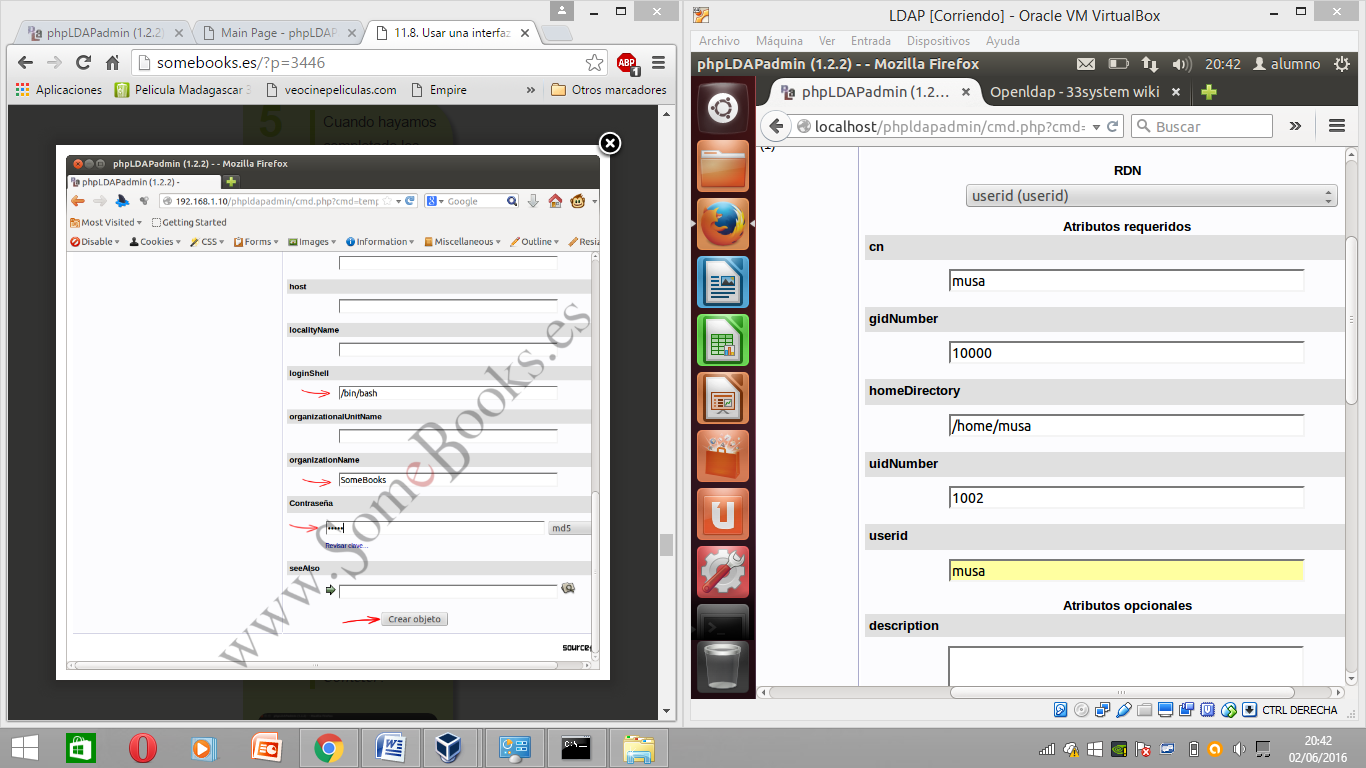 phpLDAPadmin (1.2.2)
Main Page - phpLDAP
11.8. Usar una interfaz
somebooks.es/?p=3446
ABP
1
Aplicaciones
Pelicula Madagascar
veocinepeliculas.com
Empire
»
Otros marcadores
5
Cuando hayamos
phpLDAPadmin (1.2.2) - - Mozilla Firefox
phpLDAPadmin (1.2.2) -
192.168.1.10/phpldapadmin/cmd.php?cmd=temp
Google
Most Visited
Getting Started
Disable
Cookies
CSS
Forms
Images
Information
Miscellaneous
Outline
Resiz
host
localityName
loginShell
/bin/bash
organizationalUnitName
organizationName
SomeBooks
Contraseña
•••••
md5
Revisar clave...
seeAlso
Crear objeto
www.SomeBooks.es
source
LDAP [Corriendo] - Oracle VM VirtualBox
Archivo
Máquina
Ver
Entrada
Dispositivos
Ayuda
phpLDAPadmin (1.2.2) - - Mozilla Firefox
20:42
alumno
phpLDAPadmin (1.2...
Openldap - 33system wiki
localhost/phpldapadmin/cmd.php?cmd=
Buscar
»
RDN
userid (userid)
Atributos requeridos
cn
musa
gidNumber
10000
homeDirectory
/home/musa
uidNumber
1002
userid
musa
Atributos opcionales
description
CTRL DERECHA
20:42
02/06/2016